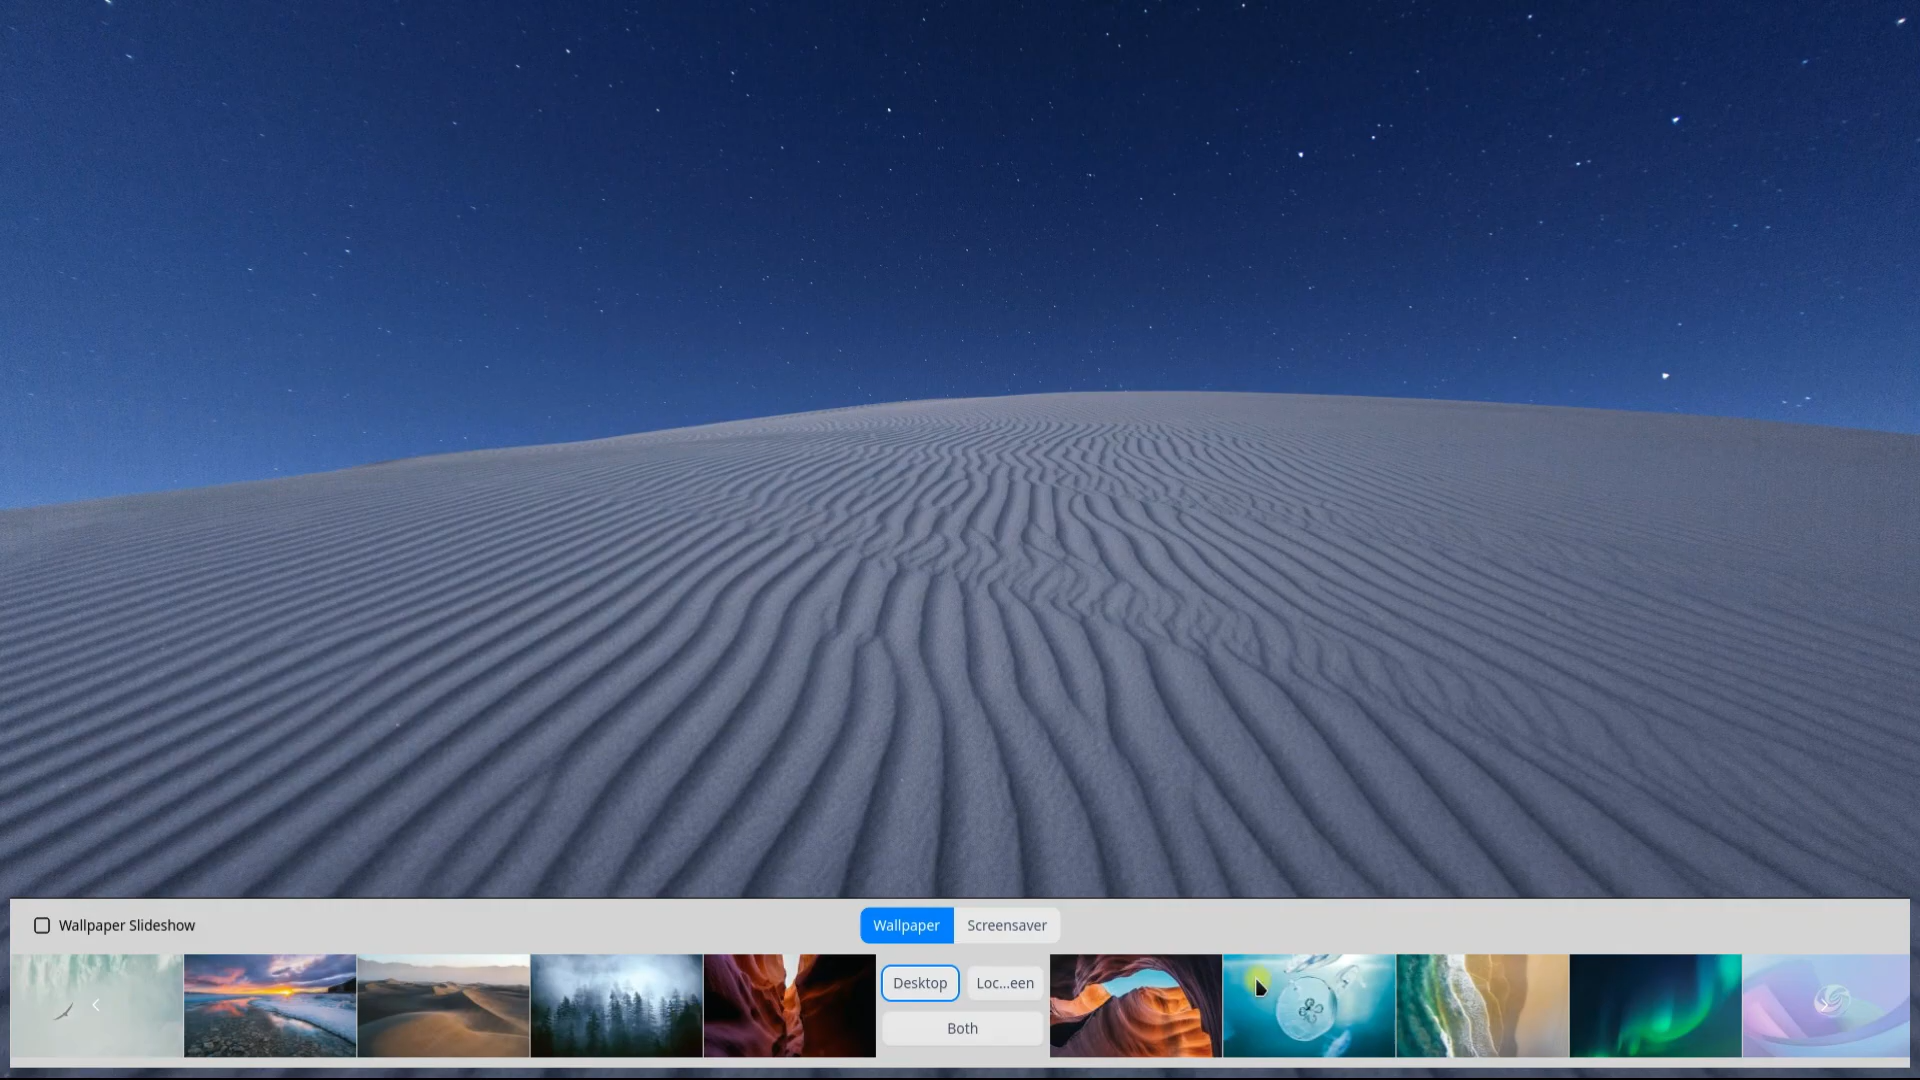 Wallpaper Slideshow
Wallpaper
Screensaver
Desktop
Loc...een
Both